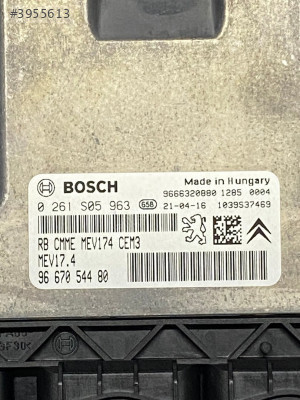 #3955613
BOSCH
Made in Hungary
9666320880 1285 0004
0 261 S05 963 658 21-04-16 1039S37469
RB CMME MEV174 CEM3
MEV17.4
96 670 544 80